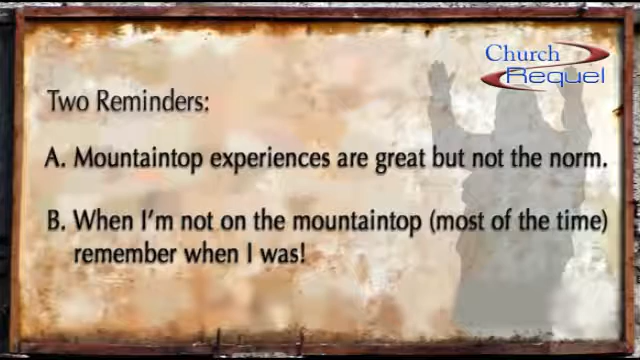 Church
Requel
Two Reminders:
A. Mountaintop experiences are great but not the norm.
B. When I'm not on the mountaintop (most of the time)
remember when I was!